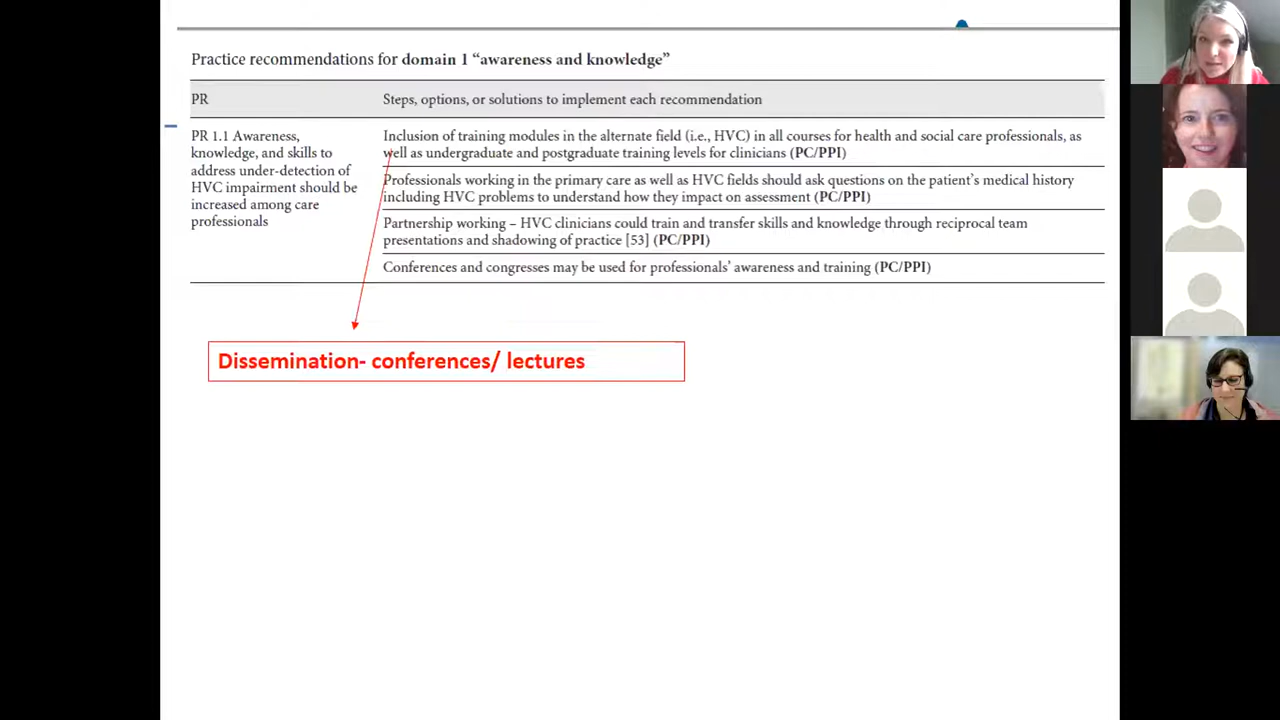 Practice recommendations for domain 1 “awareness and knowledge”
PR
Steps, options, or solutions to implement each recommendation
PR 1.1 Awareness,
knowledge, and skills to
address under-detection of
HVC impairment should be
increased among care
professionals
Inclusion of training modules in the alternate field (i.e., HVC) in all courses for health and social care professionals, as
well as undergraduate and postgraduate training levels for clinicians (PC/PPI)
Professionals working in the primary care as well as HVC fields should ask questions on the patient’s medical history
including HVC problems to understand how they impact on assessment (PC/PPI)
Partnership working – HVC clinicians could train and transfer skills and knowledge through reciprocal team
presentations and shadowing of practice [53] (PC/PPI)
Conferences and congresses may be used for professionals’ awareness and training (PC/PPI)
Dissemination- conferences/ lectures